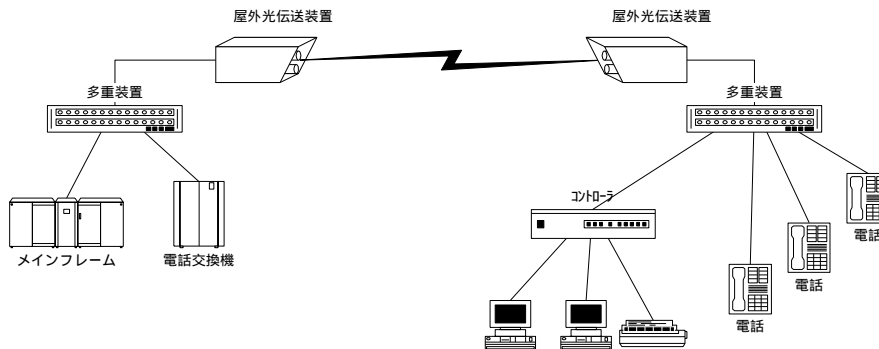 屋外光伝送装置
屋外光伝送装置
多重装置
多重装置
コントローラ
メインフレーム
電話交換機
電話
電話
電話